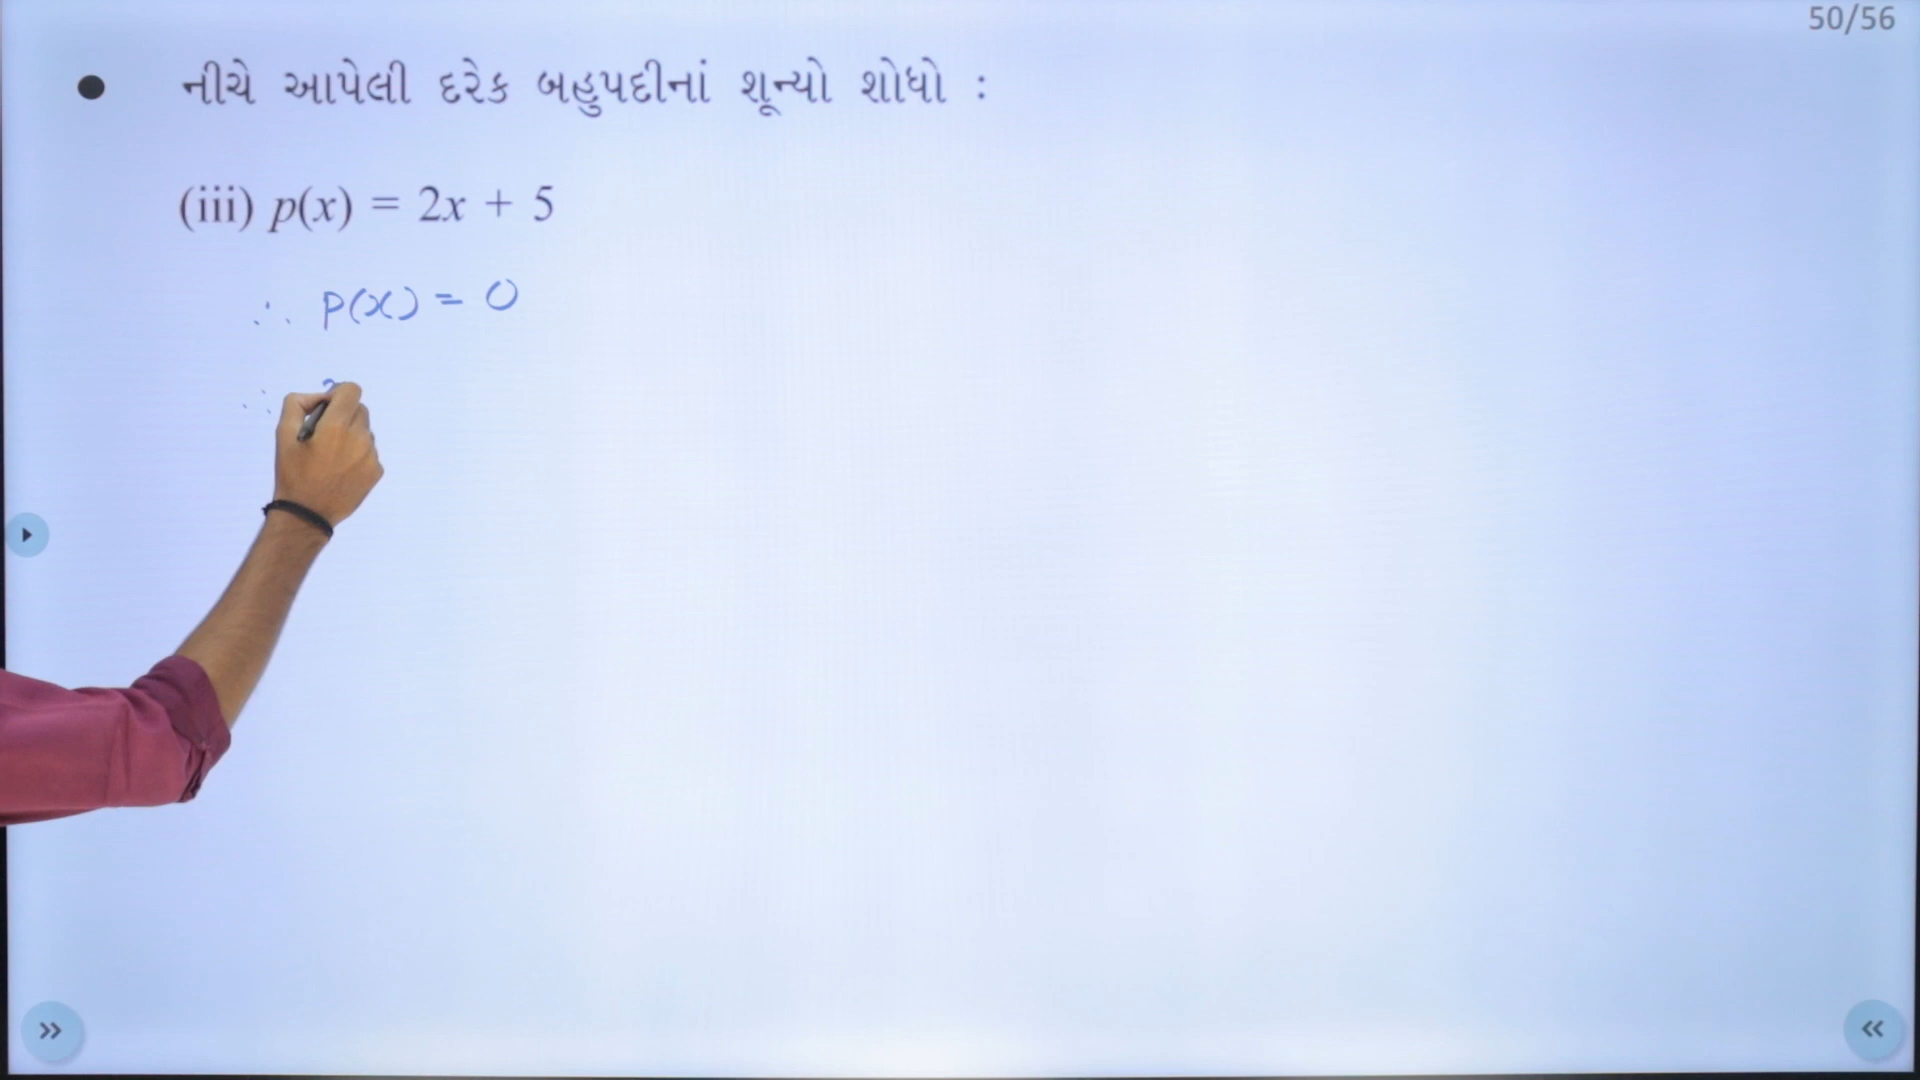 50/56
● નીચે આપેલી દરેક બહુપદીનાં શૂન્યો શોધો :
(iii) p(x) = 2x + 5
∴ p(x) = 0
∴